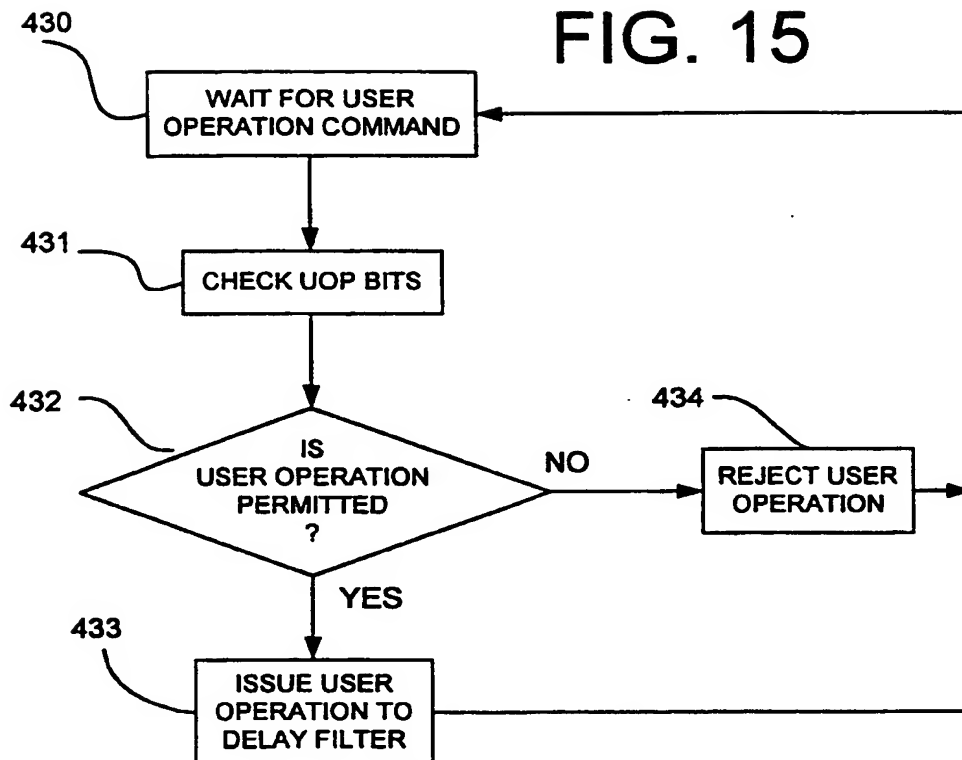 FIG. 15
430
WAIT FOR USER
OPERATION COMMAND
431
CHECK UOP BITS
432
IS
USER OPERATION
PERMITTED
?
NO
434
REJECT USER
OPERATION
YES
433
ISSUE USER
OPERATION TO
DELAY FILTER